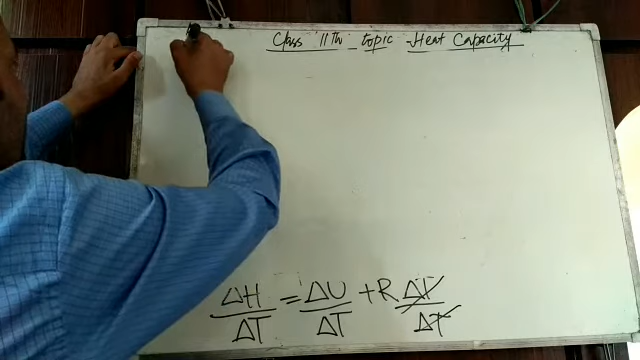 Class 11th topic - Heat Capacity
ΔH/ΔT = ΔU/ΔT + R ΔT/ΔT